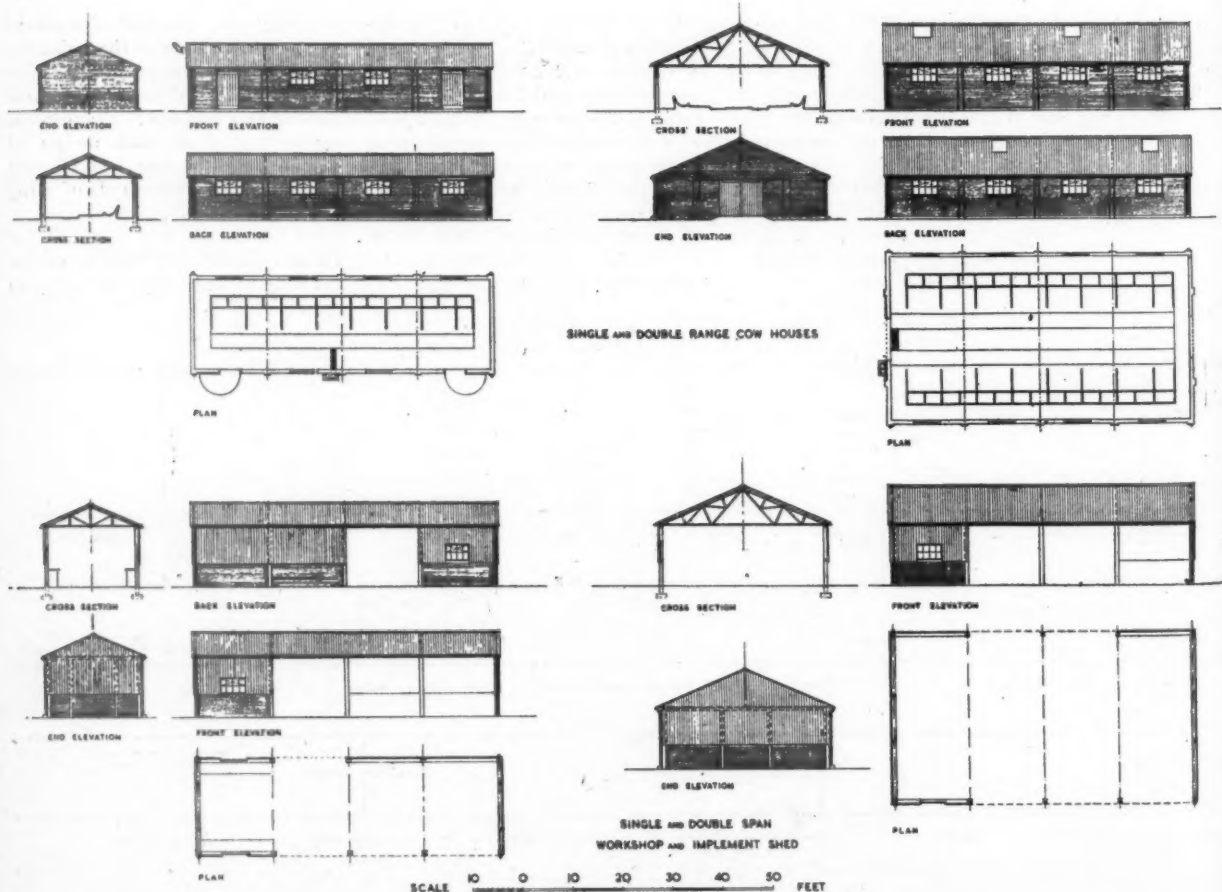 END ELEVATION
FRONT ELEVATION
CROSS SECTION
FRONT ELEVATION
CROSS SECTION
BACK ELEVATION
END ELEVATION
BACK ELEVATION
SINGLE AND DOUBLE RANGE COW HOUSES
PLAN
PLAN
CROSS SECTION
BACK ELEVATION
CROSS SECTION
FRONT ELEVATION
END ELEVATION
FRONT ELEVATION
END ELEVATION
SINGLE AND DOUBLE SPAN
WORKSHOP AND IMPLEMENT SHED
PLAN
PLAN
SCALE 10 0 10 20 30 40 50 FEET